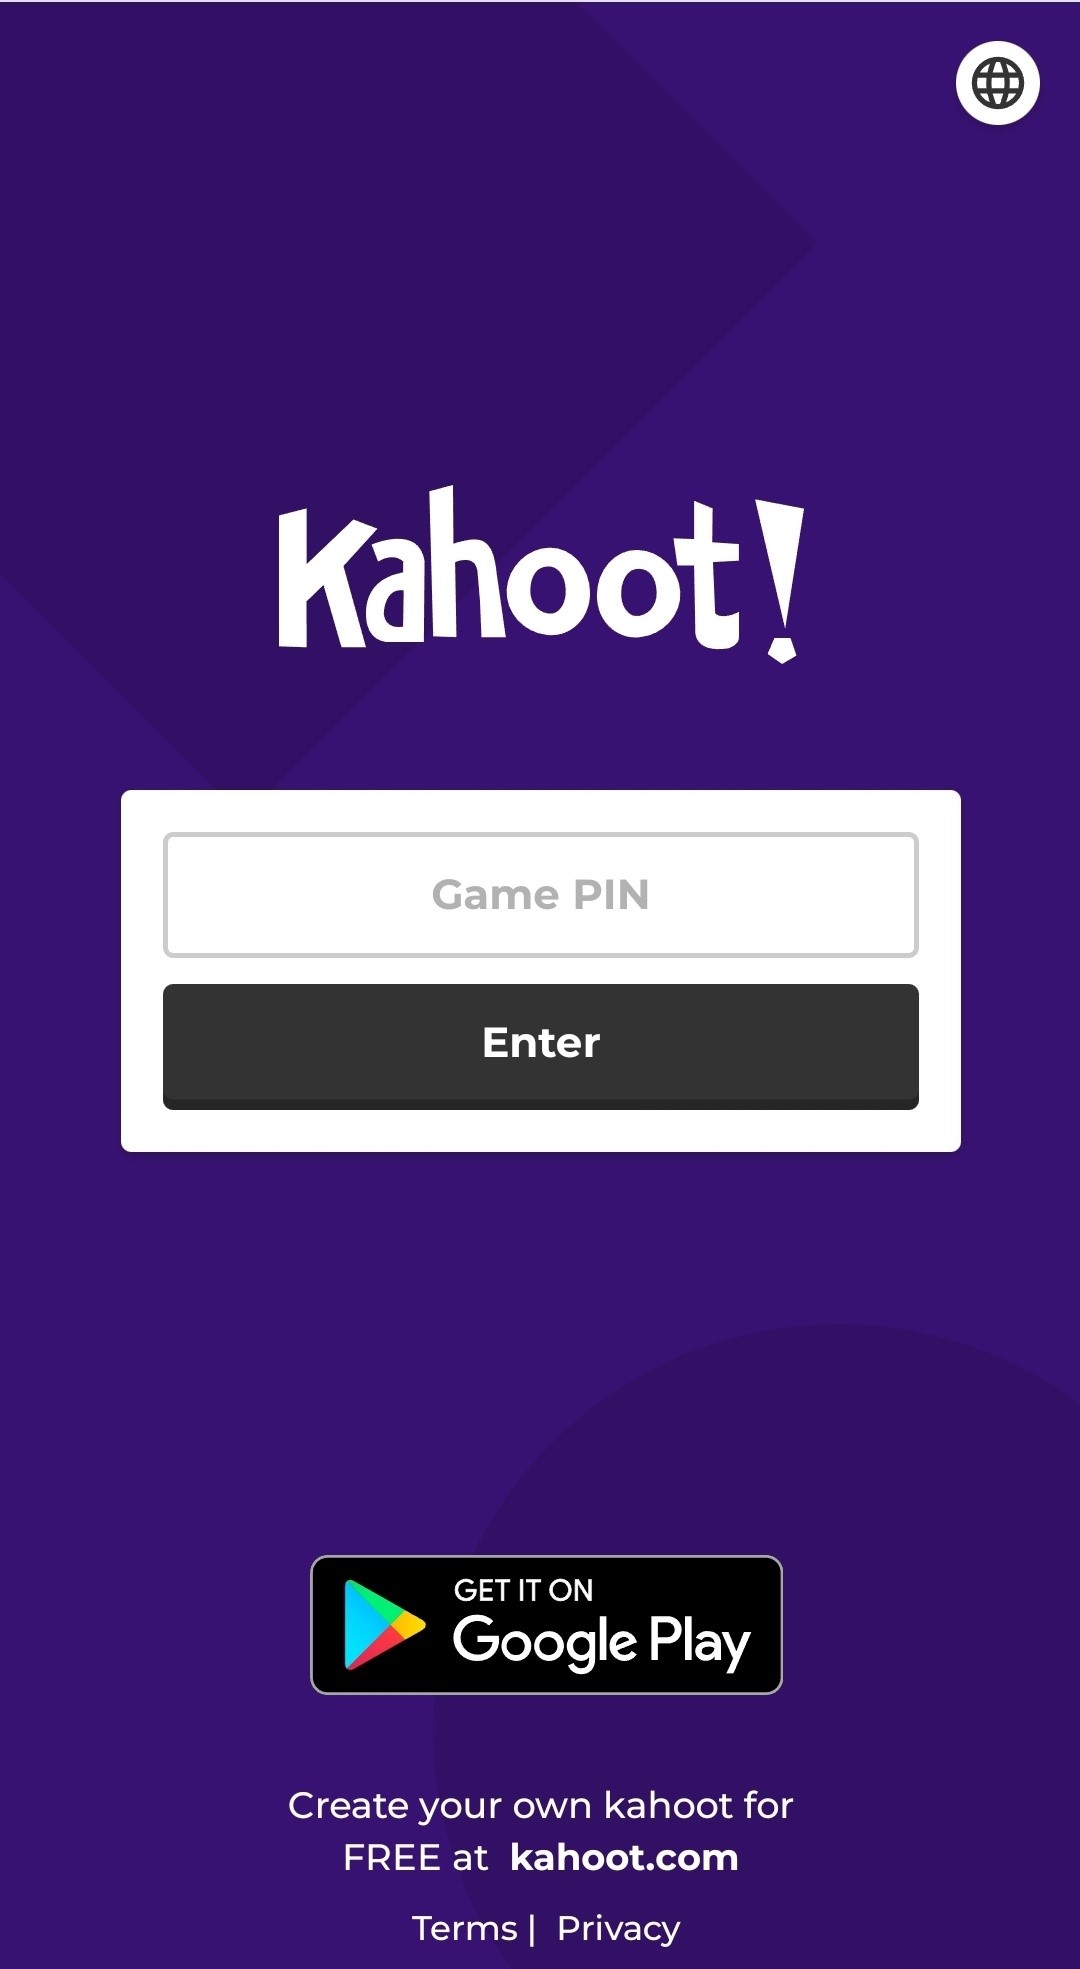 Kahoot!
Game PIN
Enter
GET IT ON
Google Play
Create your own kahoot for
FREE at kahoot.com
Terms | Privacy